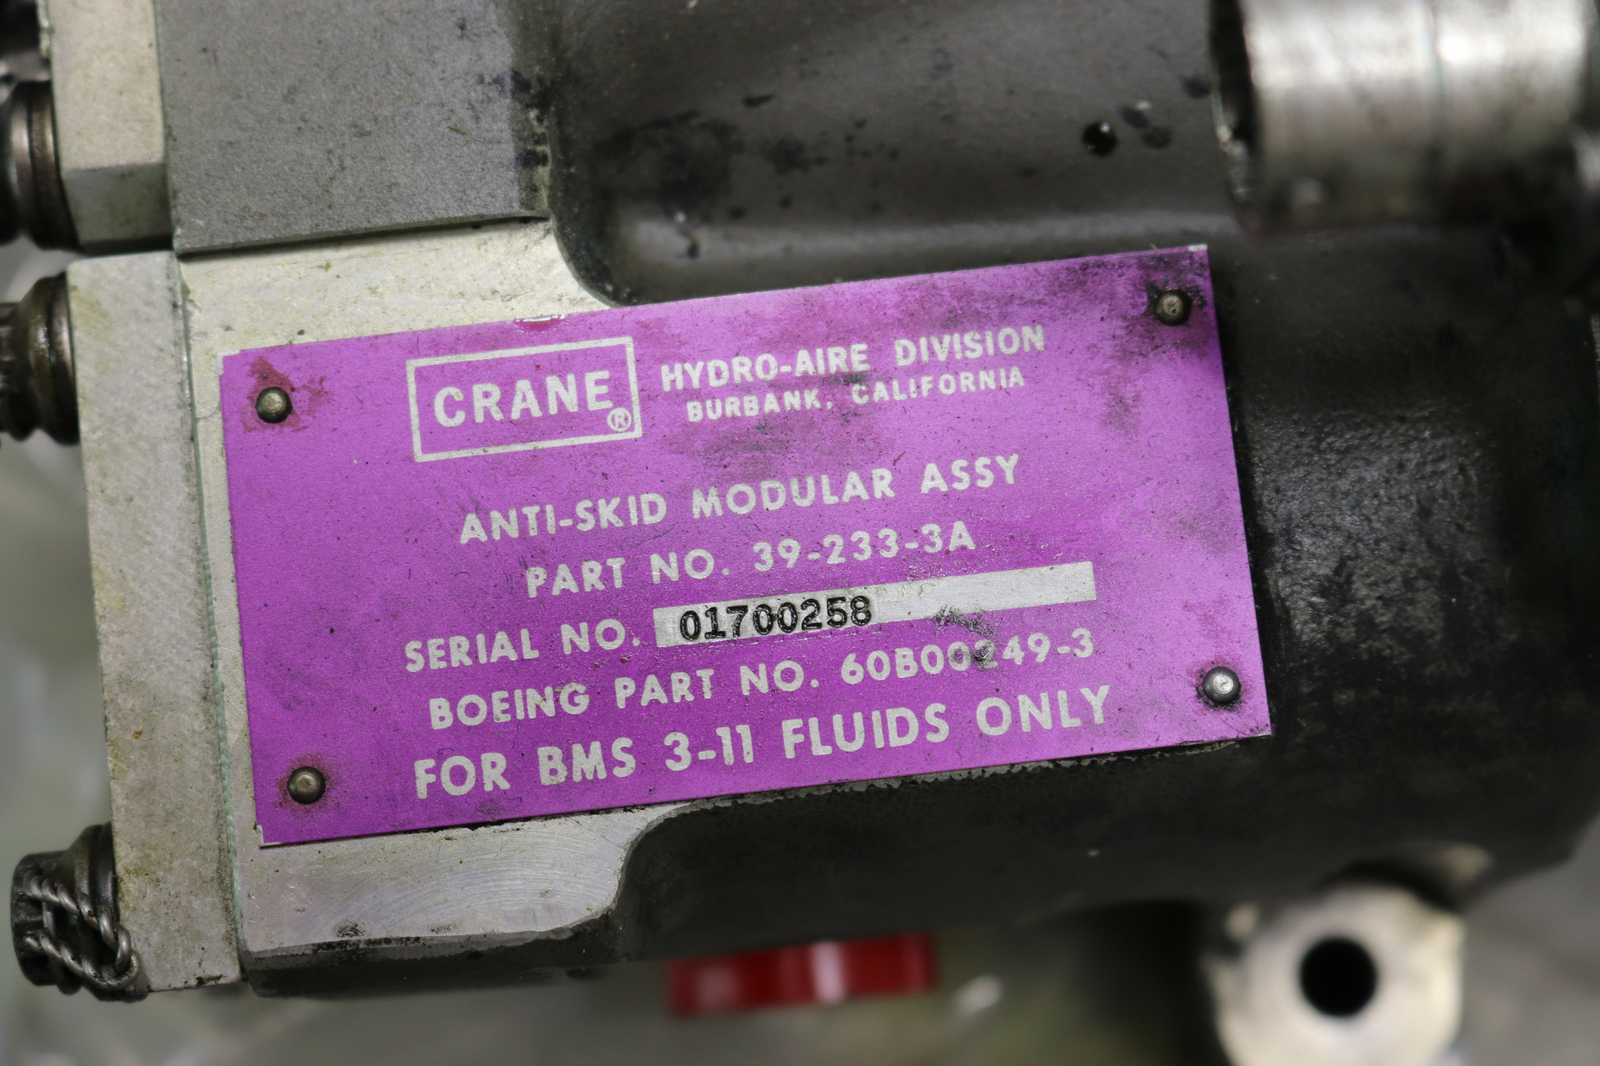 CRANE® HYDRO-AIRE DIVISION
BURBANK, CALIFORNIA
ANTI-SKID MODULAR ASSY
PART NO. 39-233-3A
SERIAL NO. 01700258
BOEING PART NO. 60B00249-3
FOR BMS 3-11 FLUIDS ONLY